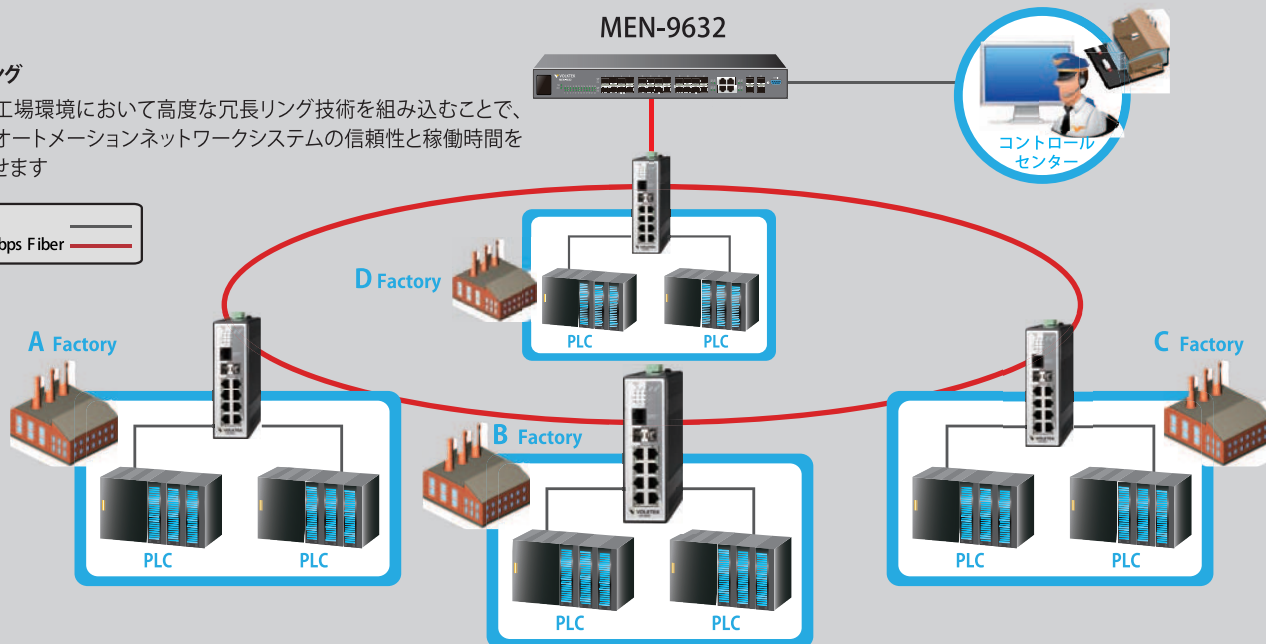 MEN-9632
ング
工場環境において高度な冗長リング技術を組み込むことで、
オートメーションネットワークシステムの信頼性と稼働時間を
せます
bps Fiber
コントロール
センター
D Factory
PLC
PLC
A Factory
C Factory
B Factory
PLC
PLC
PLC
PLC
PLC
PLC
VOLKTEK
VOLKTEK